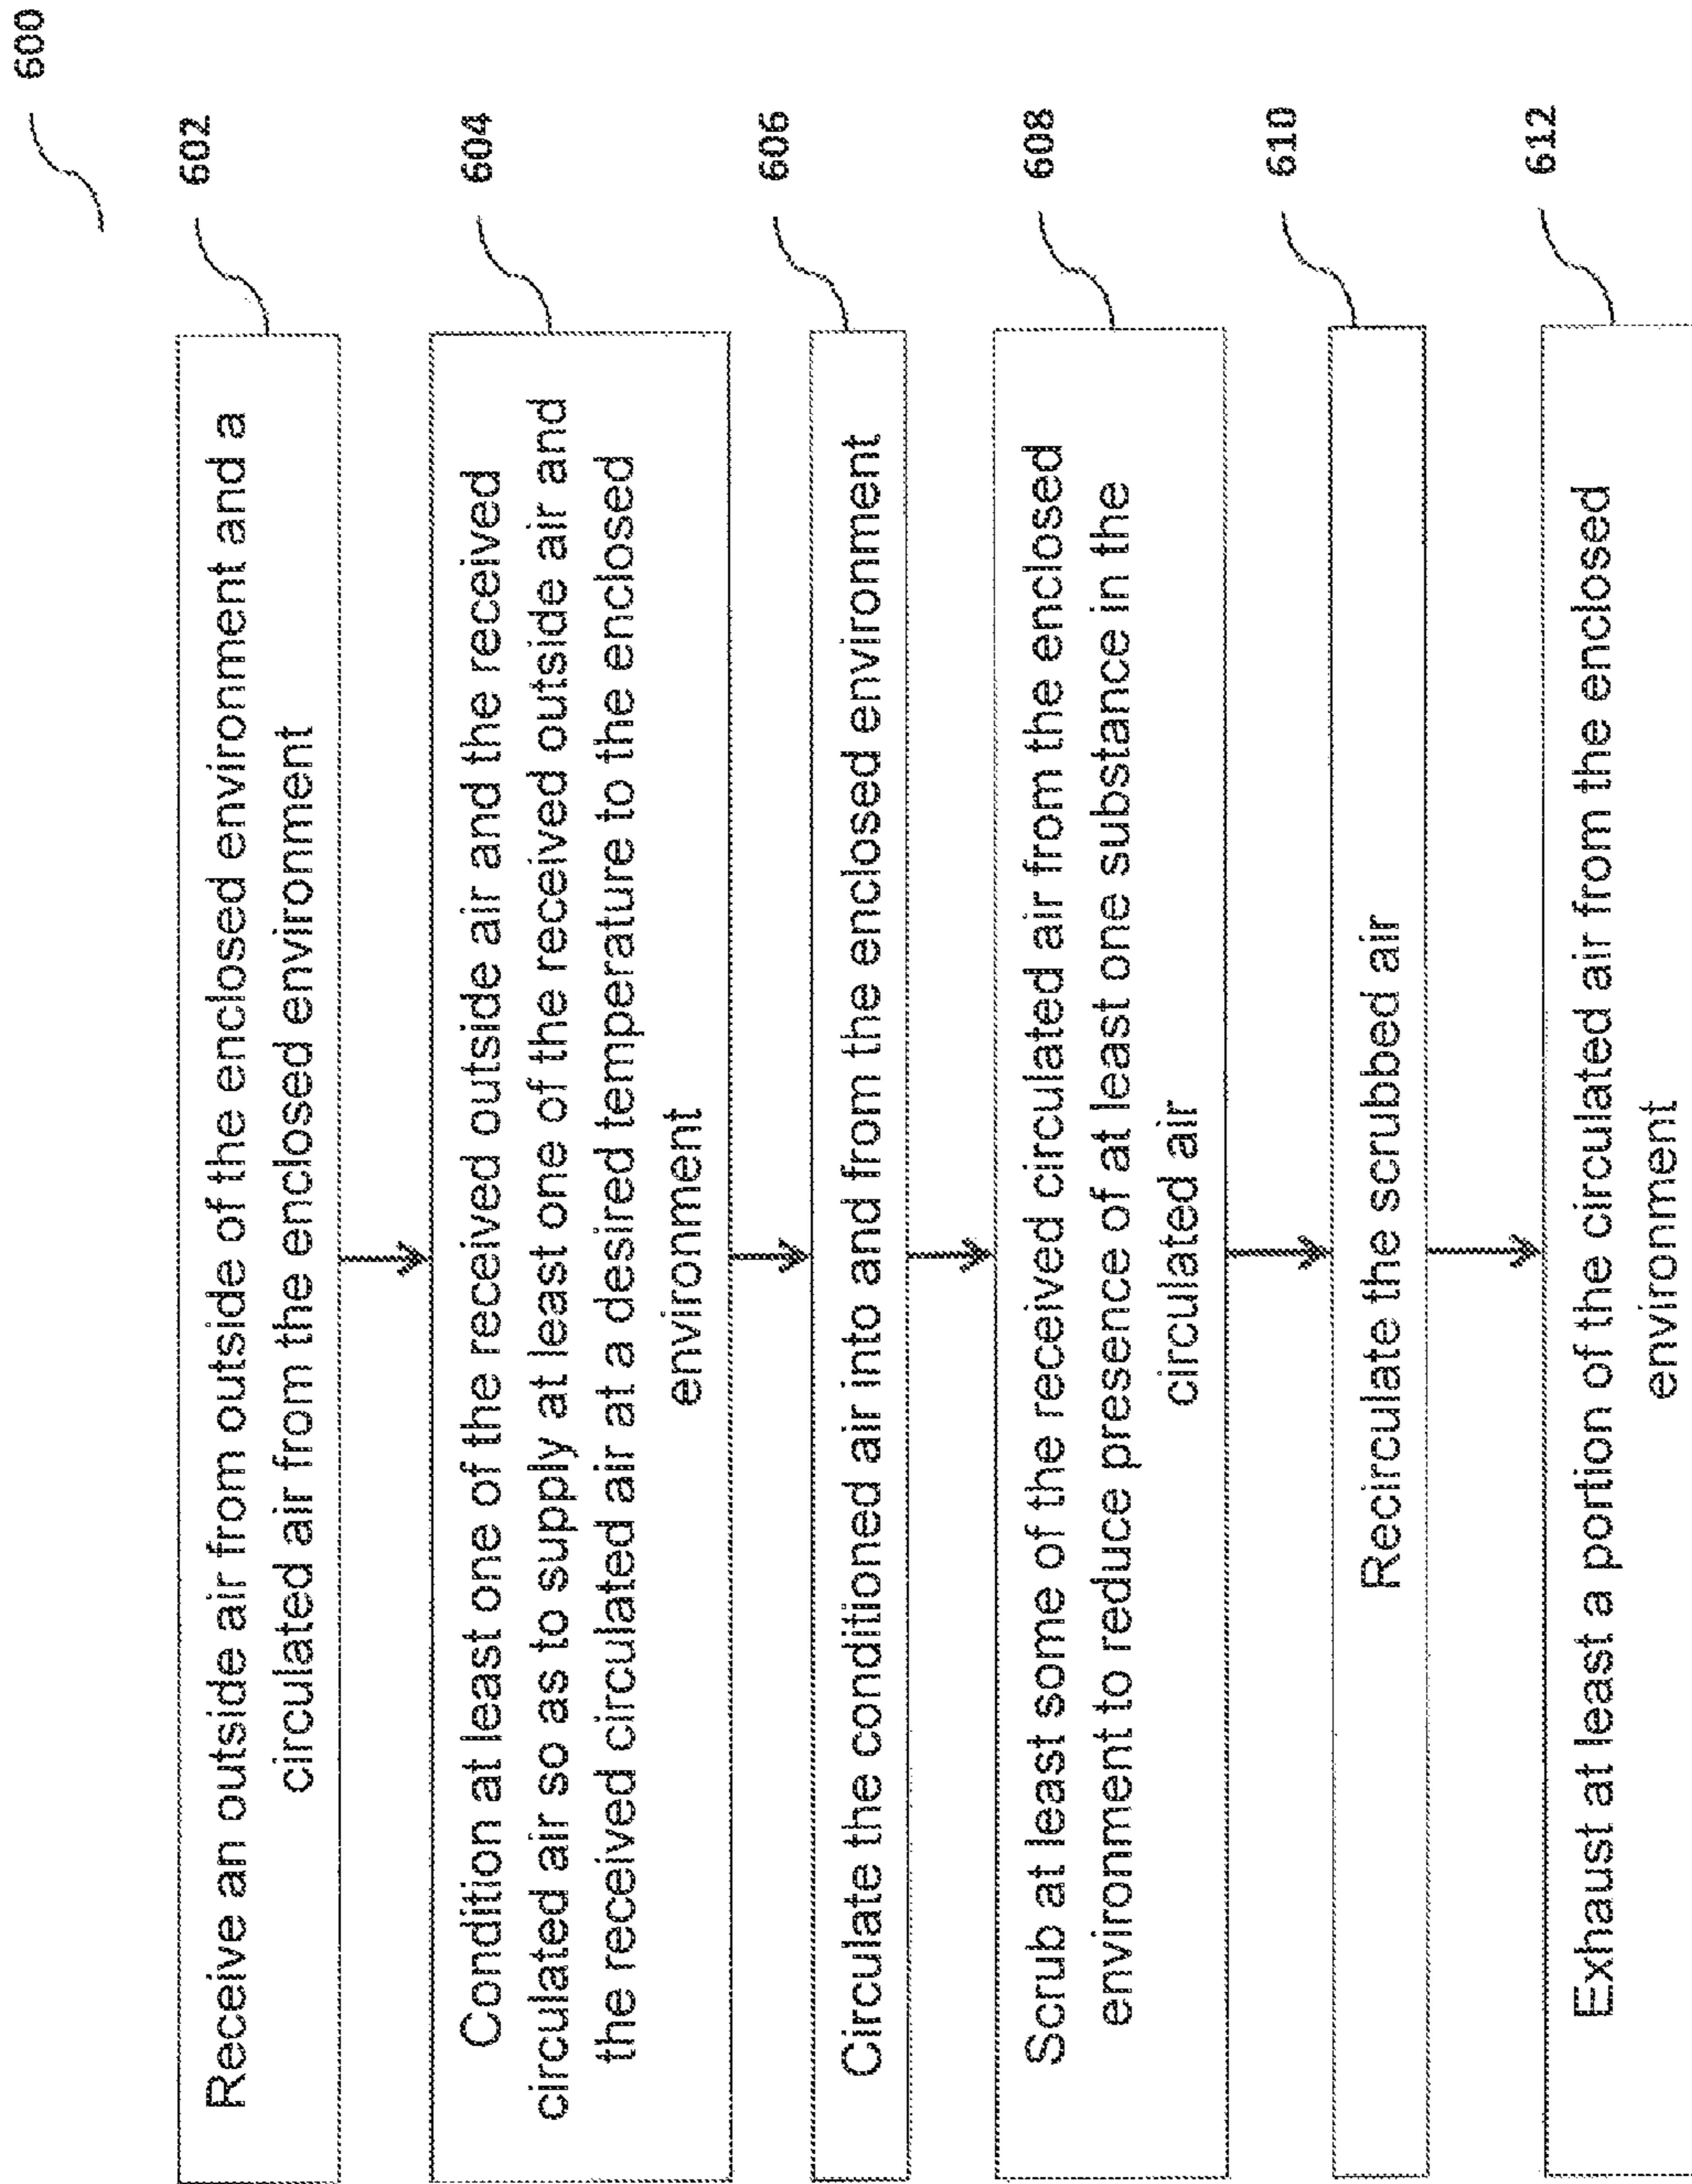 600
602
Receive an outside air from outside of the enclosed environment and a
circulated air from the enclosed environment
604
Condition at least one of the received outside air and the received
circulated air so as to supply at least one of the received outside air and
the received circulated air at a desired temperature to the enclosed
environment
606
Circulate the conditioned air into and from the enclosed environment
608
Scrub at least some of the received circulated air from the enclosed
environment to reduce presence of at least one substance in the
circulated air
610
Recirculate the scrubbed air
612
Exhaust at least a portion of the circulated air from the enclosed
environment